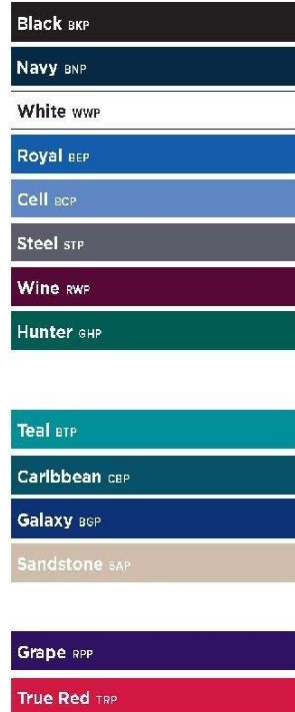 Black BKP
Navy BNP
White WWP
Royal BEP
Cell BCP
Steel STP
Wine RWP
Hunter GHP
Teal BTP
Caribbean CBP
Galaxy BGP
Sandstone SAP
Grape RPP
True Red TRP